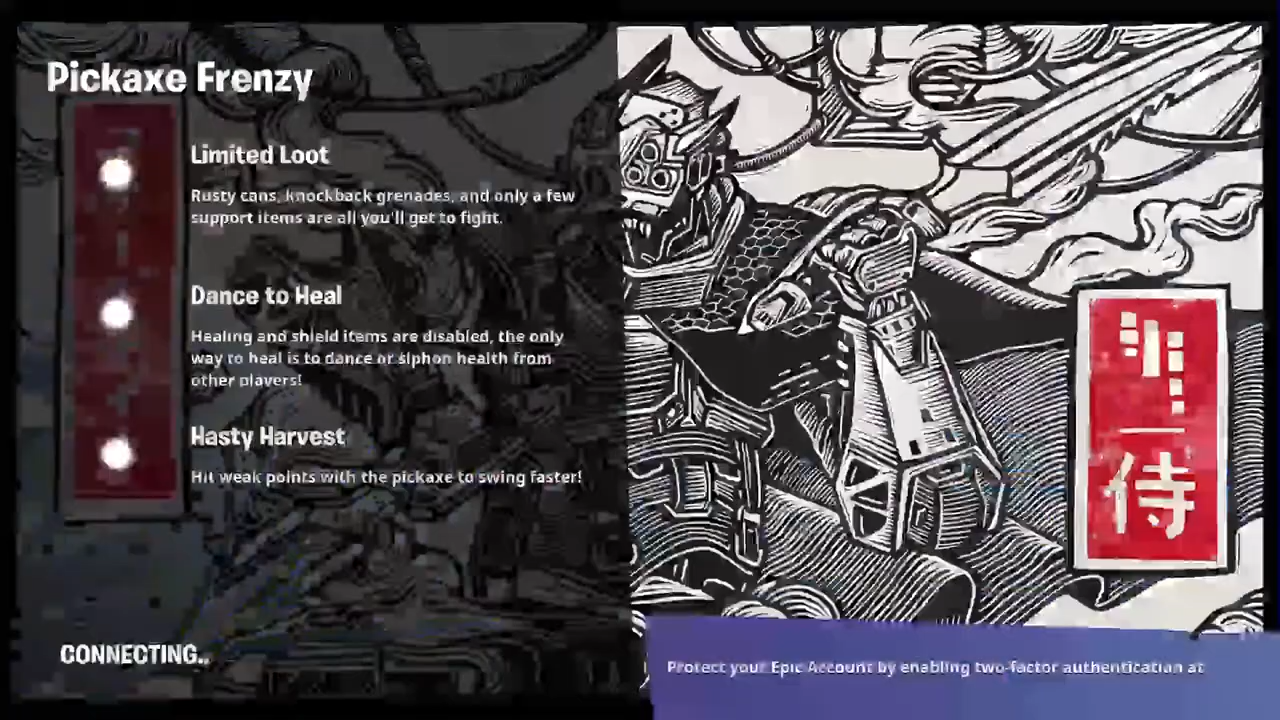 Pickaxe Frenzy
Limited Loot
Rusty cans, knockback grenades, and only a few
support items are all you'll get to fight.
Dance to Heal
Healing and shield items are disabled, the only
way to heal is to dance or siphon health from
other players!
Hasty Harvest
Hit weak points with the pickaxe to swing faster!
侍
CONNECTING..
Protect your Epic Account by enabling two-factor authentication at